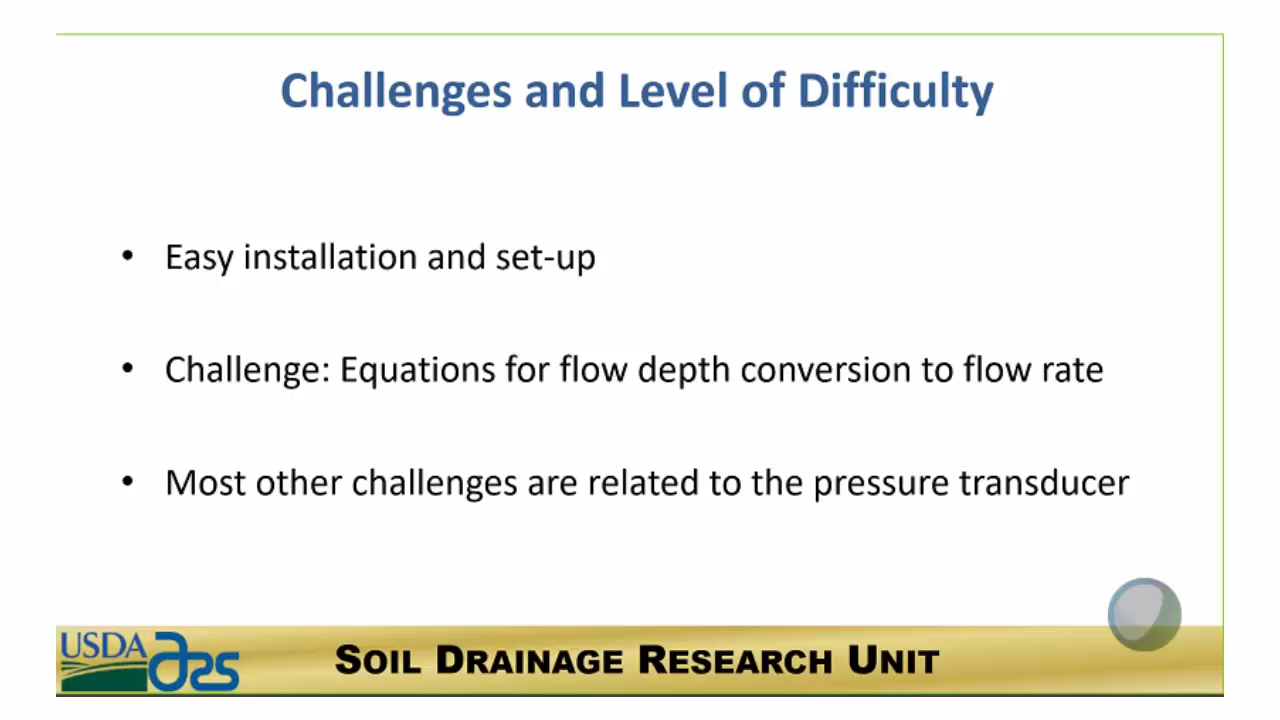 Challenges and Level of Difficulty
• Easy installation and set-up
• Challenge: Equations for flow depth conversion to flow rate
• Most other challenges are related to the pressure transducer
USDA ars
SOIL DRAINAGE RESEARCH UNIT